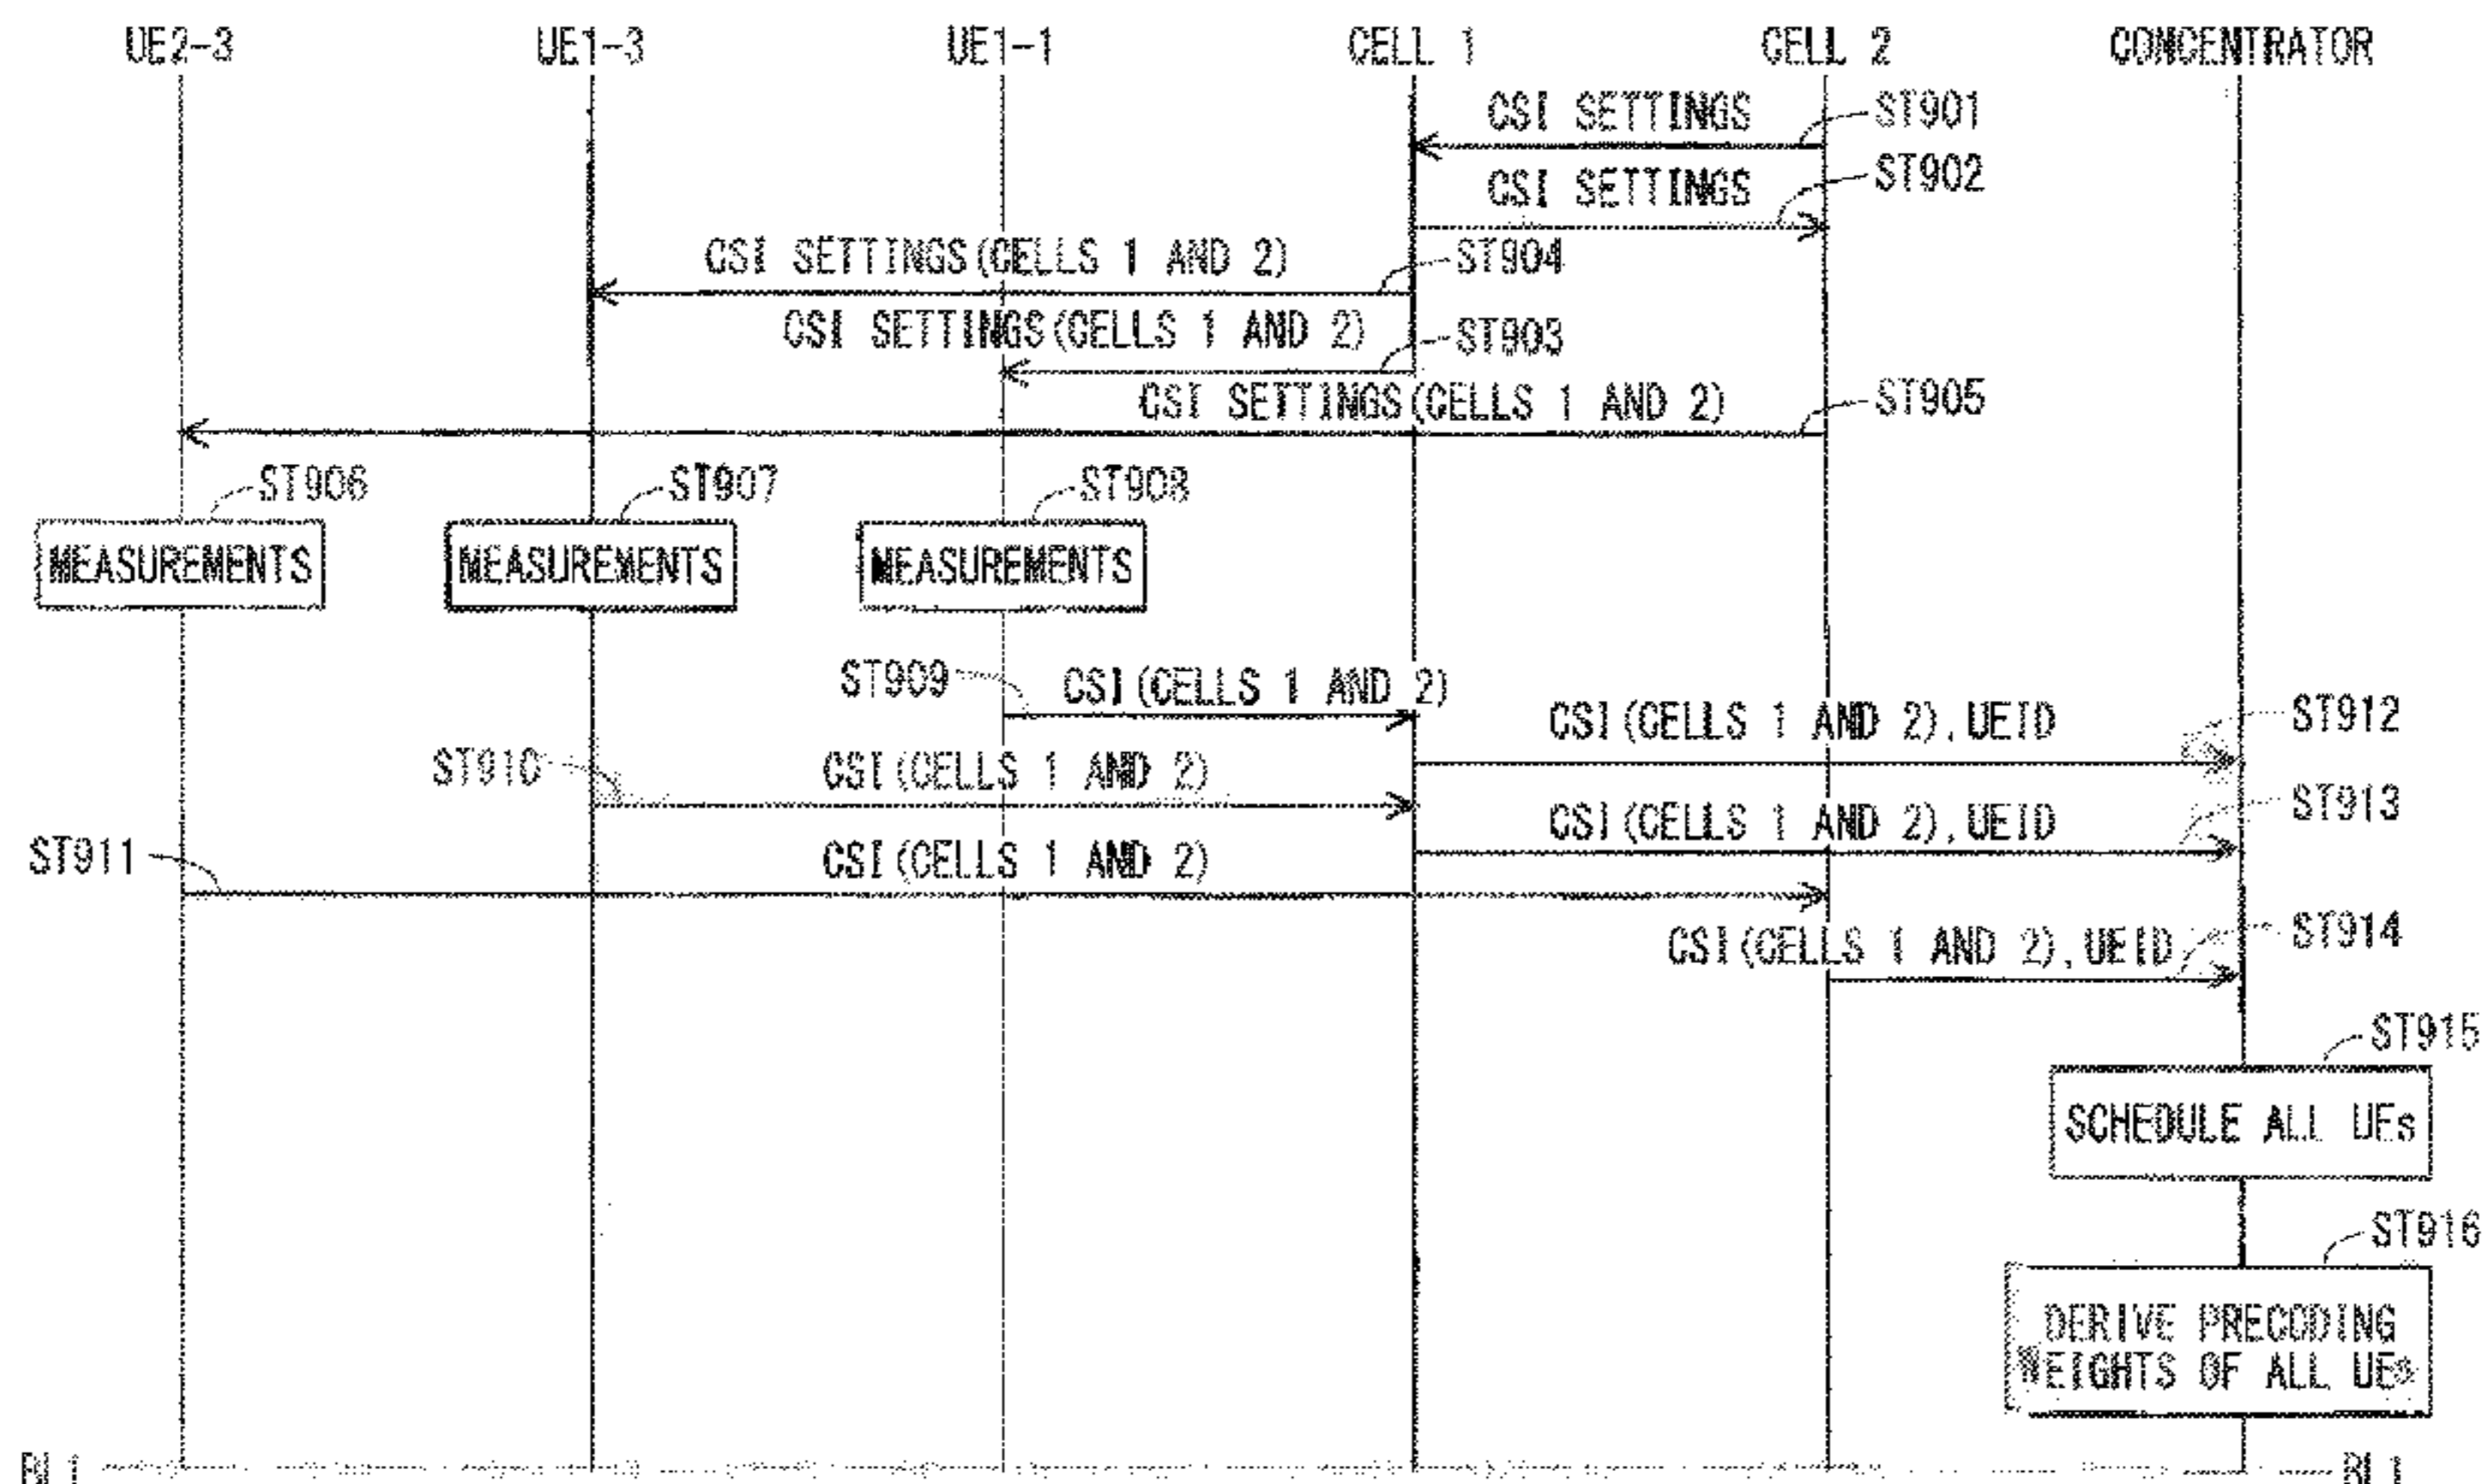 UE2-3 UE1-3 UE1-1 CELL 1 CELL 2 CONCENTRATOR
CSI SETTINGS ST901
CSI SETTINGS ST902
CSI SETTINGS(CELLS 1 AND 2) ST904
CSI SETTINGS(CELLS 1 AND 2) ST903
CSI SETTINGS(CELLS 1 AND 2) ST905
ST906 ST907 ST908
MEASUREMENTS MEASUREMENTS MEASUREMENTS
ST909 CSI(CELLS 1 AND 2)
CSI(CELLS 1 AND 2),UEID ST912
ST910 CSI(CELLS 1 AND 2)
CSI(CELLS 1 AND 2),UEID ST913
ST911 CSI(CELLS 1 AND 2)
CSI(CELLS 1 AND 2),UEID ST914
ST915
SCHEDULE ALL UEs
ST916
DERIVE PRECODING
WEIGHTS OF ALL UEs
BL1 BL1